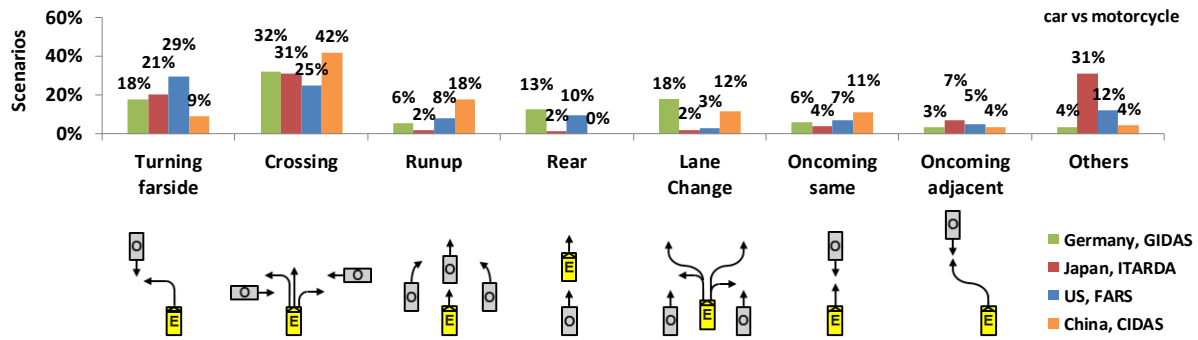 car vs motorcycle
Scenarios
60%
40%
20%
0%
18% 21% 29% 9%
32% 31% 25% 42%
6% 2% 8% 18%
13% 2% 10% 0%
18% 2% 3% 12%
6% 4% 7% 11%
3% 7% 5% 4%
4% 31% 12% 4%
Turning
farside
Crossing
Runup
Rear
Lane
Change
Oncoming
same
Oncoming
adjacent
Others
O
E
O
O
E
O
O
O
E
E
O
O
E
O
O
E
O
E
Germany, GIDAS
Japan, ITARDA
US, FARS
China, CIDAS